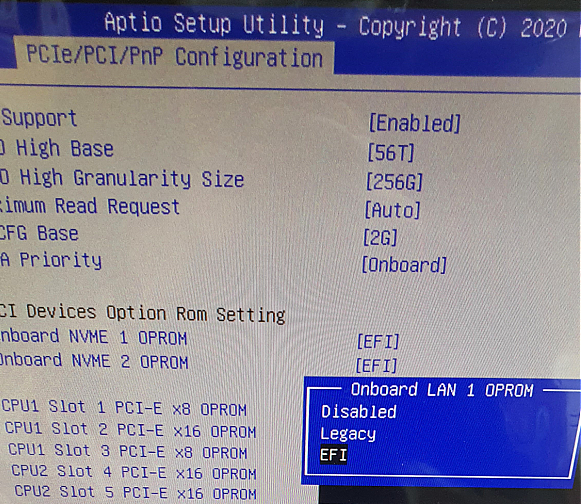 Aptio Setup Utility - Copyright (C) 2020
PCIe/PCI/PnP Configuration
Support [Enabled]
High Base [56T]
High Granularity Size [256G]
Read Request [Auto]
CFG Base [2G]
A Priority [Onboard]
CI Devices Option Rom Setting
nboard NVME 1 OPROM [EFI]
Onboard NVME 2 OPROM [EFI]
Onboard LAN 1 OPROM
Disabled
Legacy
EFI
CPU1 Slot 1 PCI-E x8 OPROM
CPU1 Slot 2 PCI-E x16 OPROM
CPU1 Slot 3 PCI-E x8 OPROM
CPU2 Slot 4 PCI-E x16 OPROM
CPU2 Slot 5 PCI-E x16 OPROM